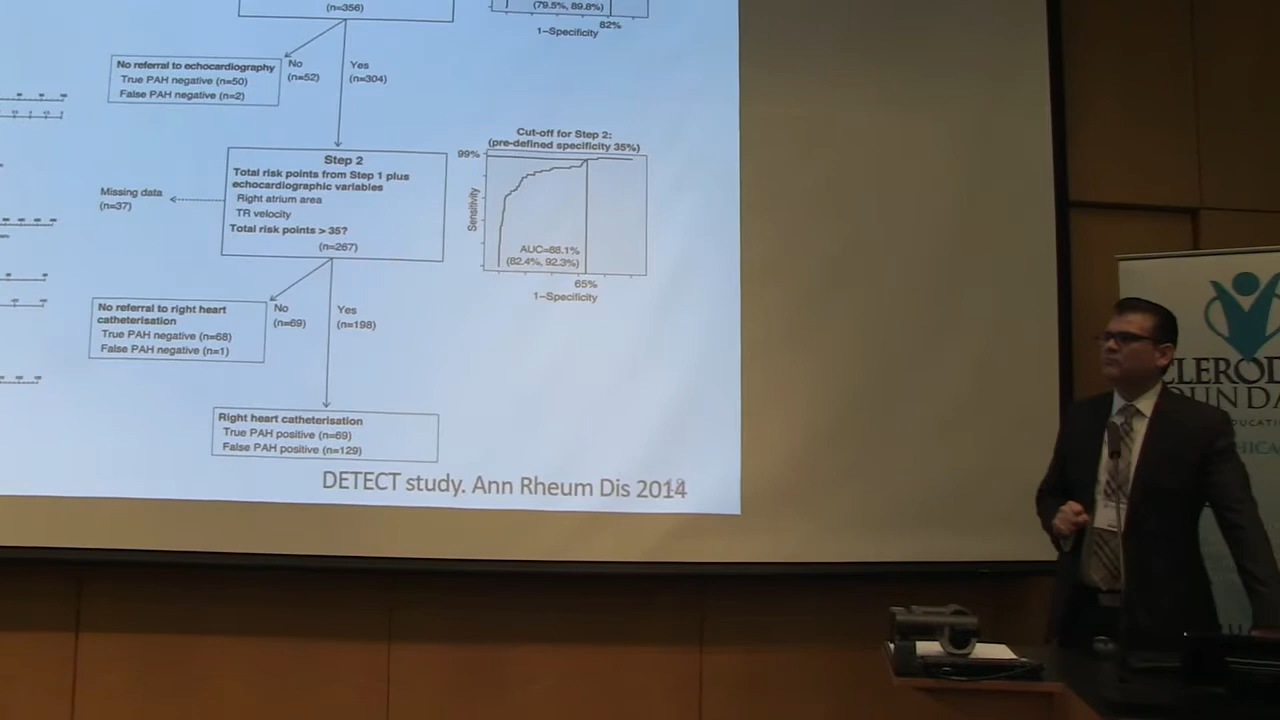 (n=356)
(79.5%, 89.8%)
82%
1–Specificity
No referral to echocardiography
True PAH negative (n=50)
False PAH negative (n=2)
No
(n=52)
Yes
(n=304)
Cut-off for Step 2:
(pre-defined specificity 35%)
99%
Sensitivity
AUC=88.1%
(82.4%, 92.3%)
65%
1–Specificity
Step 2
Total risk points from Step 1 plus
echocardiographic variables
Right atrium area
TR velocity
Total risk points > 35?
(n=267)
Missing data
(n=37)
No referral to right heart
catheterisation
True PAH negative (n=68)
False PAH negative (n=1)
No
(n=69)
Yes
(n=198)
Right heart catheterisation
True PAH positive (n=69)
False PAH positive (n=129)
DETECT study. Ann Rheum Dis 2014
CLEROD
OUNDA
DUCATI
HICA